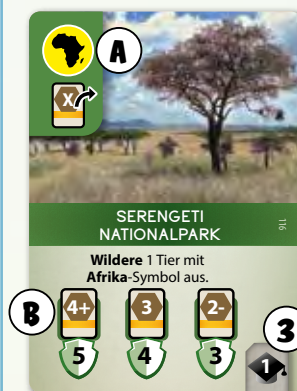 A
X
SERENGETI
NATIONALPARK
116
Wildere 1 Tier mit
Afrika-Symbol aus.
B
4+ 3 2-
5 4 3
3
1